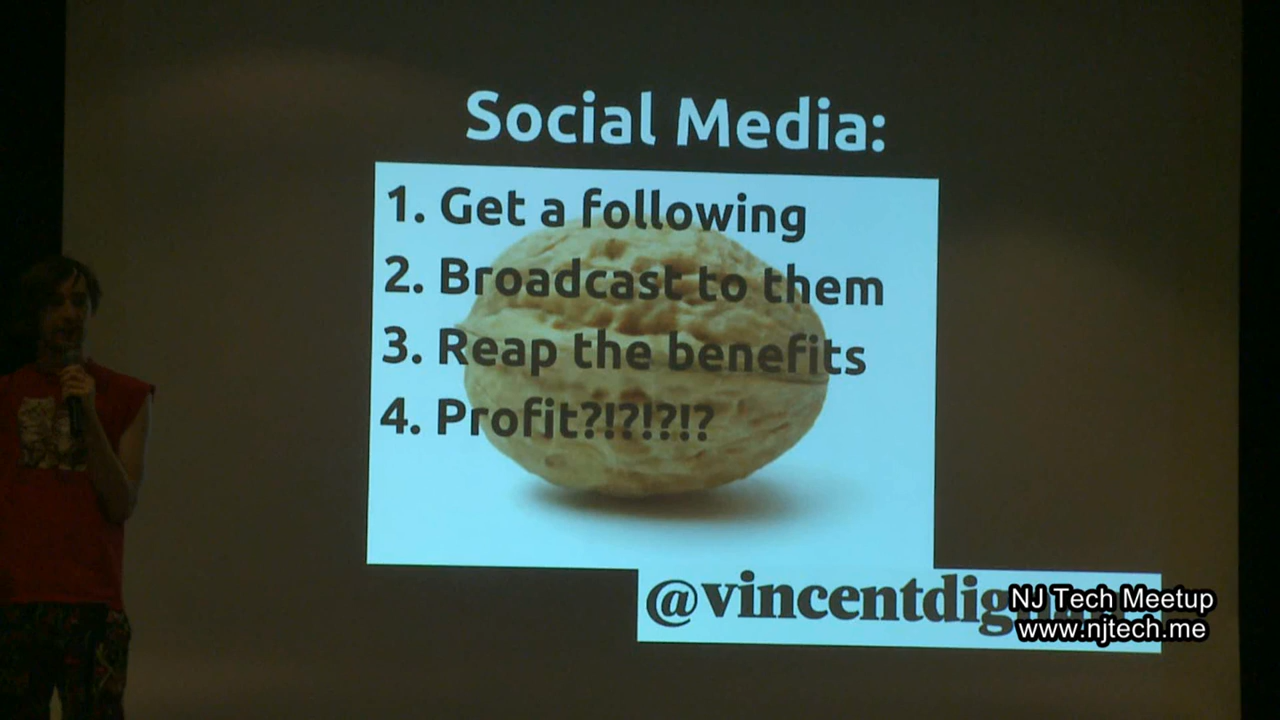 Social Media:
1. Get a following
2. Broadcast to them
3. Reap the benefits
4. Profit?!?!?!?
NJ Tech Meetup
www.njtech.me